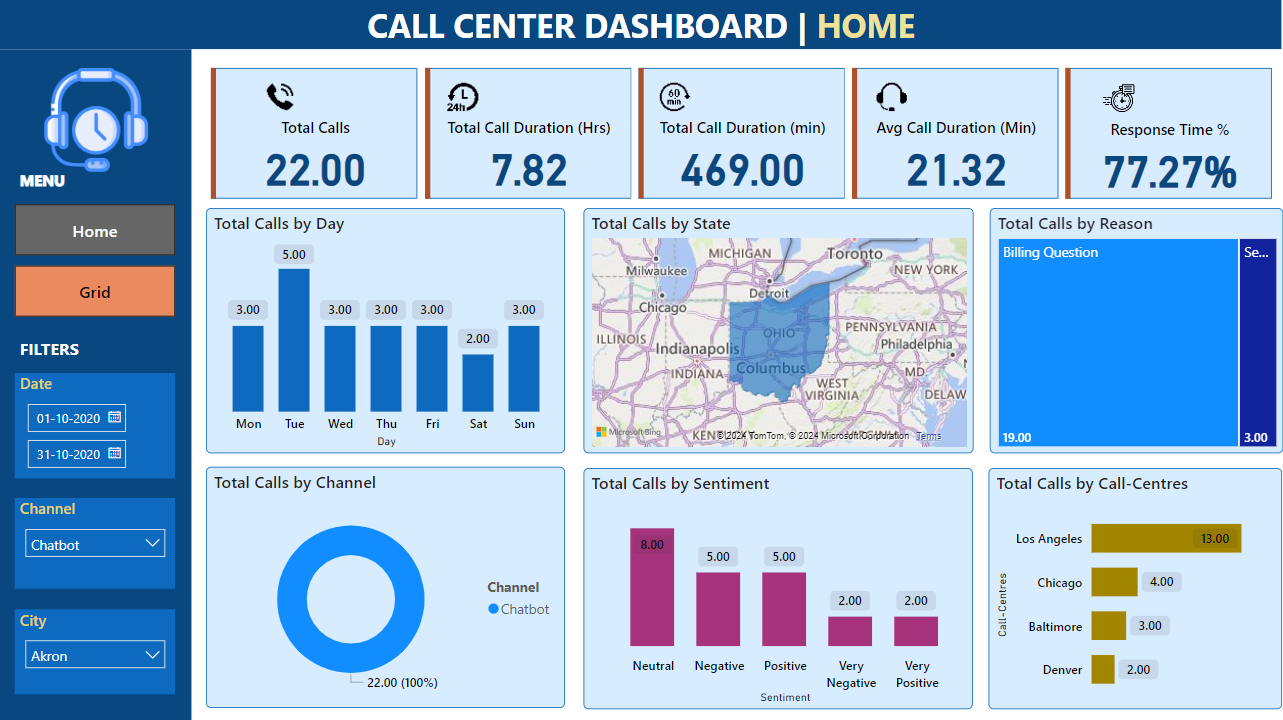 CALL CENTER DASHBOARD | HOME
MENU
Home
Grid
FILTERS
Date
01-10-2020
31-10-2020
Channel
Chatbot
City
Akron
Total Calls
22.00
24h
Total Call Duration (Hrs)
7.82
60
min
Total Call Duration (min)
469.00
Avg Call Duration (Min)
21.32
Response Time %
77.27%
Total Calls by Day
5.00
3.00 3.00 3.00 3.00 3.00
2.00
Mon Tue Wed Thu Fri Sat Sun
Day
Total Calls by State
MICHIGAN
Toronto
Milwaukee
NEW YORK
Detroit
Chicago
OHIO
PENNSYLVANIA
ILLINOIS
Philadelphia
Indianapolis
INDIANA
Columbus
MD.
WEST
VIRGINIA
DELAW
Microsoft Bing
© 2024 TomTom, © 2024 Microsoft Corporation Terms
Total Calls by Reason
Billing Question
Se...
19.00
3.00
Total Calls by Channel
Channel
Chatbot
22.00 (100%)
Total Calls by Sentiment
8.00
5.00 5.00
2.00 2.00
Neutral Negative Positive Very Negative Very Positive
Sentiment
Total Calls by Call-Centres
Call-Centres
Los Angeles 13.00
Chicago 4.00
Baltimore 3.00
Denver 2.00